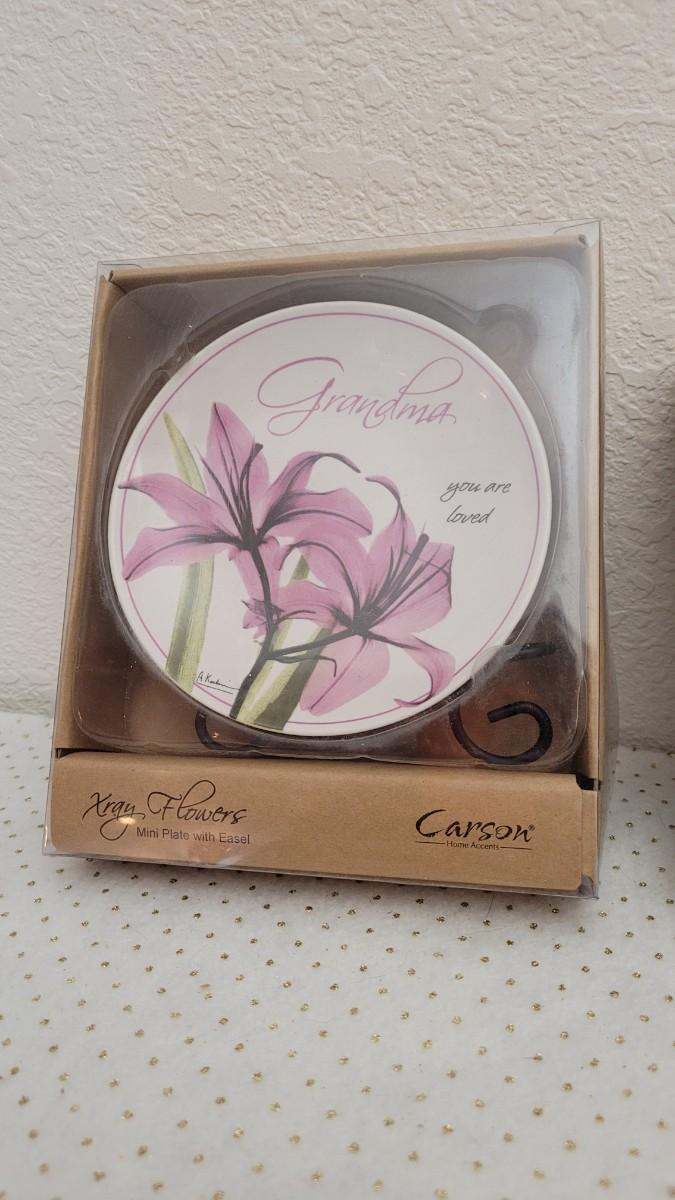 Grandma
you are
loved
Xray Flowers
Mini Plate with Easel
Carson®
Home Accents